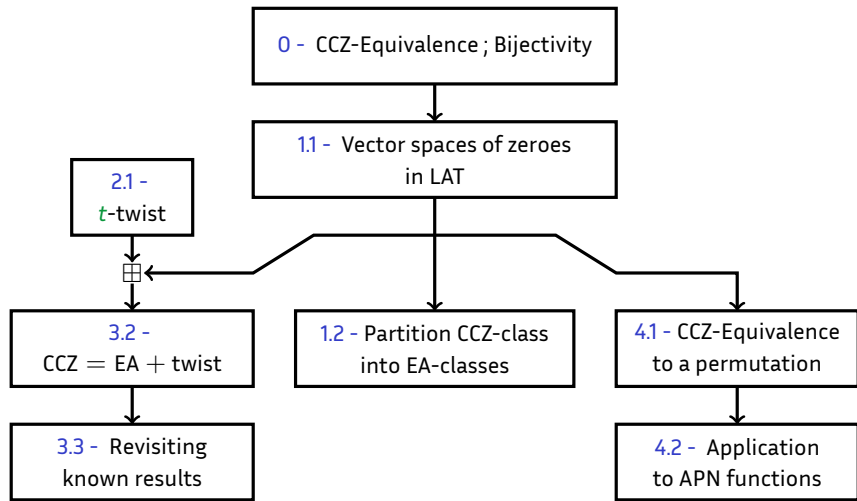 0 - CCZ-Equivalence ; Bijectivity
1.1 - Vector spaces of zeroes
in LAT
2.1 -
t-twist
3.2 -
CCZ = EA + twist
1.2 - Partition CCZ-class
into EA-classes
4.1 - CCZ-Equivalence
to a permutation
3.3 - Revisiting
known results
4.2 - Application
to APN functions